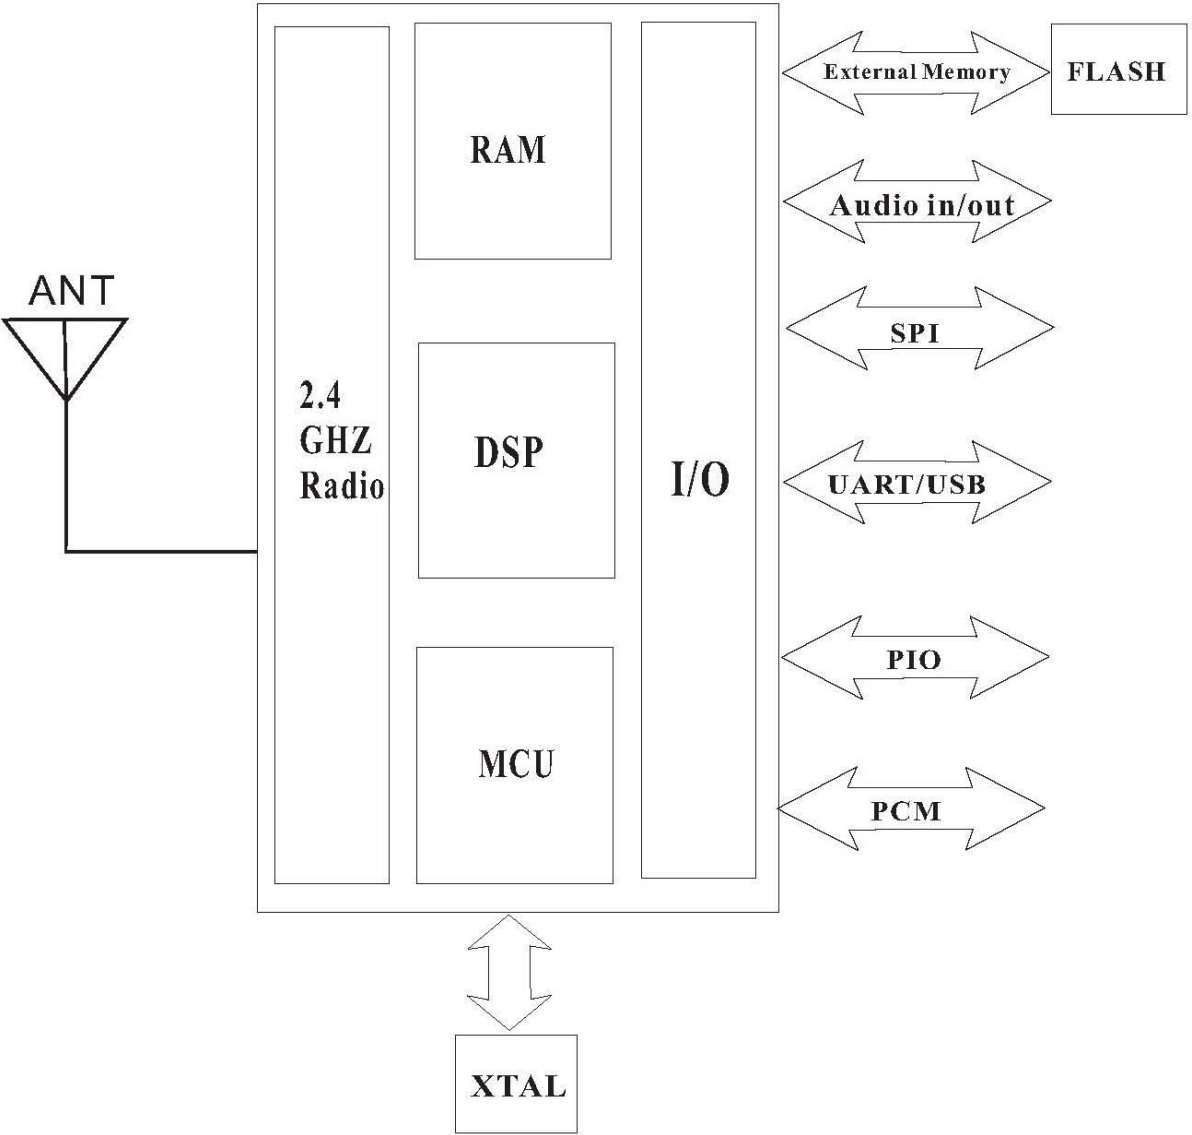 ANT
2.4
GHZ
Radio
RAM
DSP
MCU
I/O
External Memory
FLASH
Audio in/out
SPI
UART/USB
PIO
PCM
XTAL